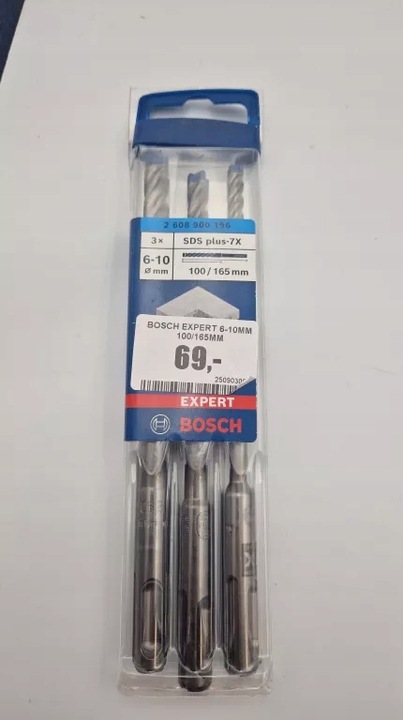 2 608 900 196
3× SDS plus-7X
6-10
Ø mm 100/165 mm
BOSCH EXPERT 6-10MM
100/165MM
69,-
EXPERT
BOSCH